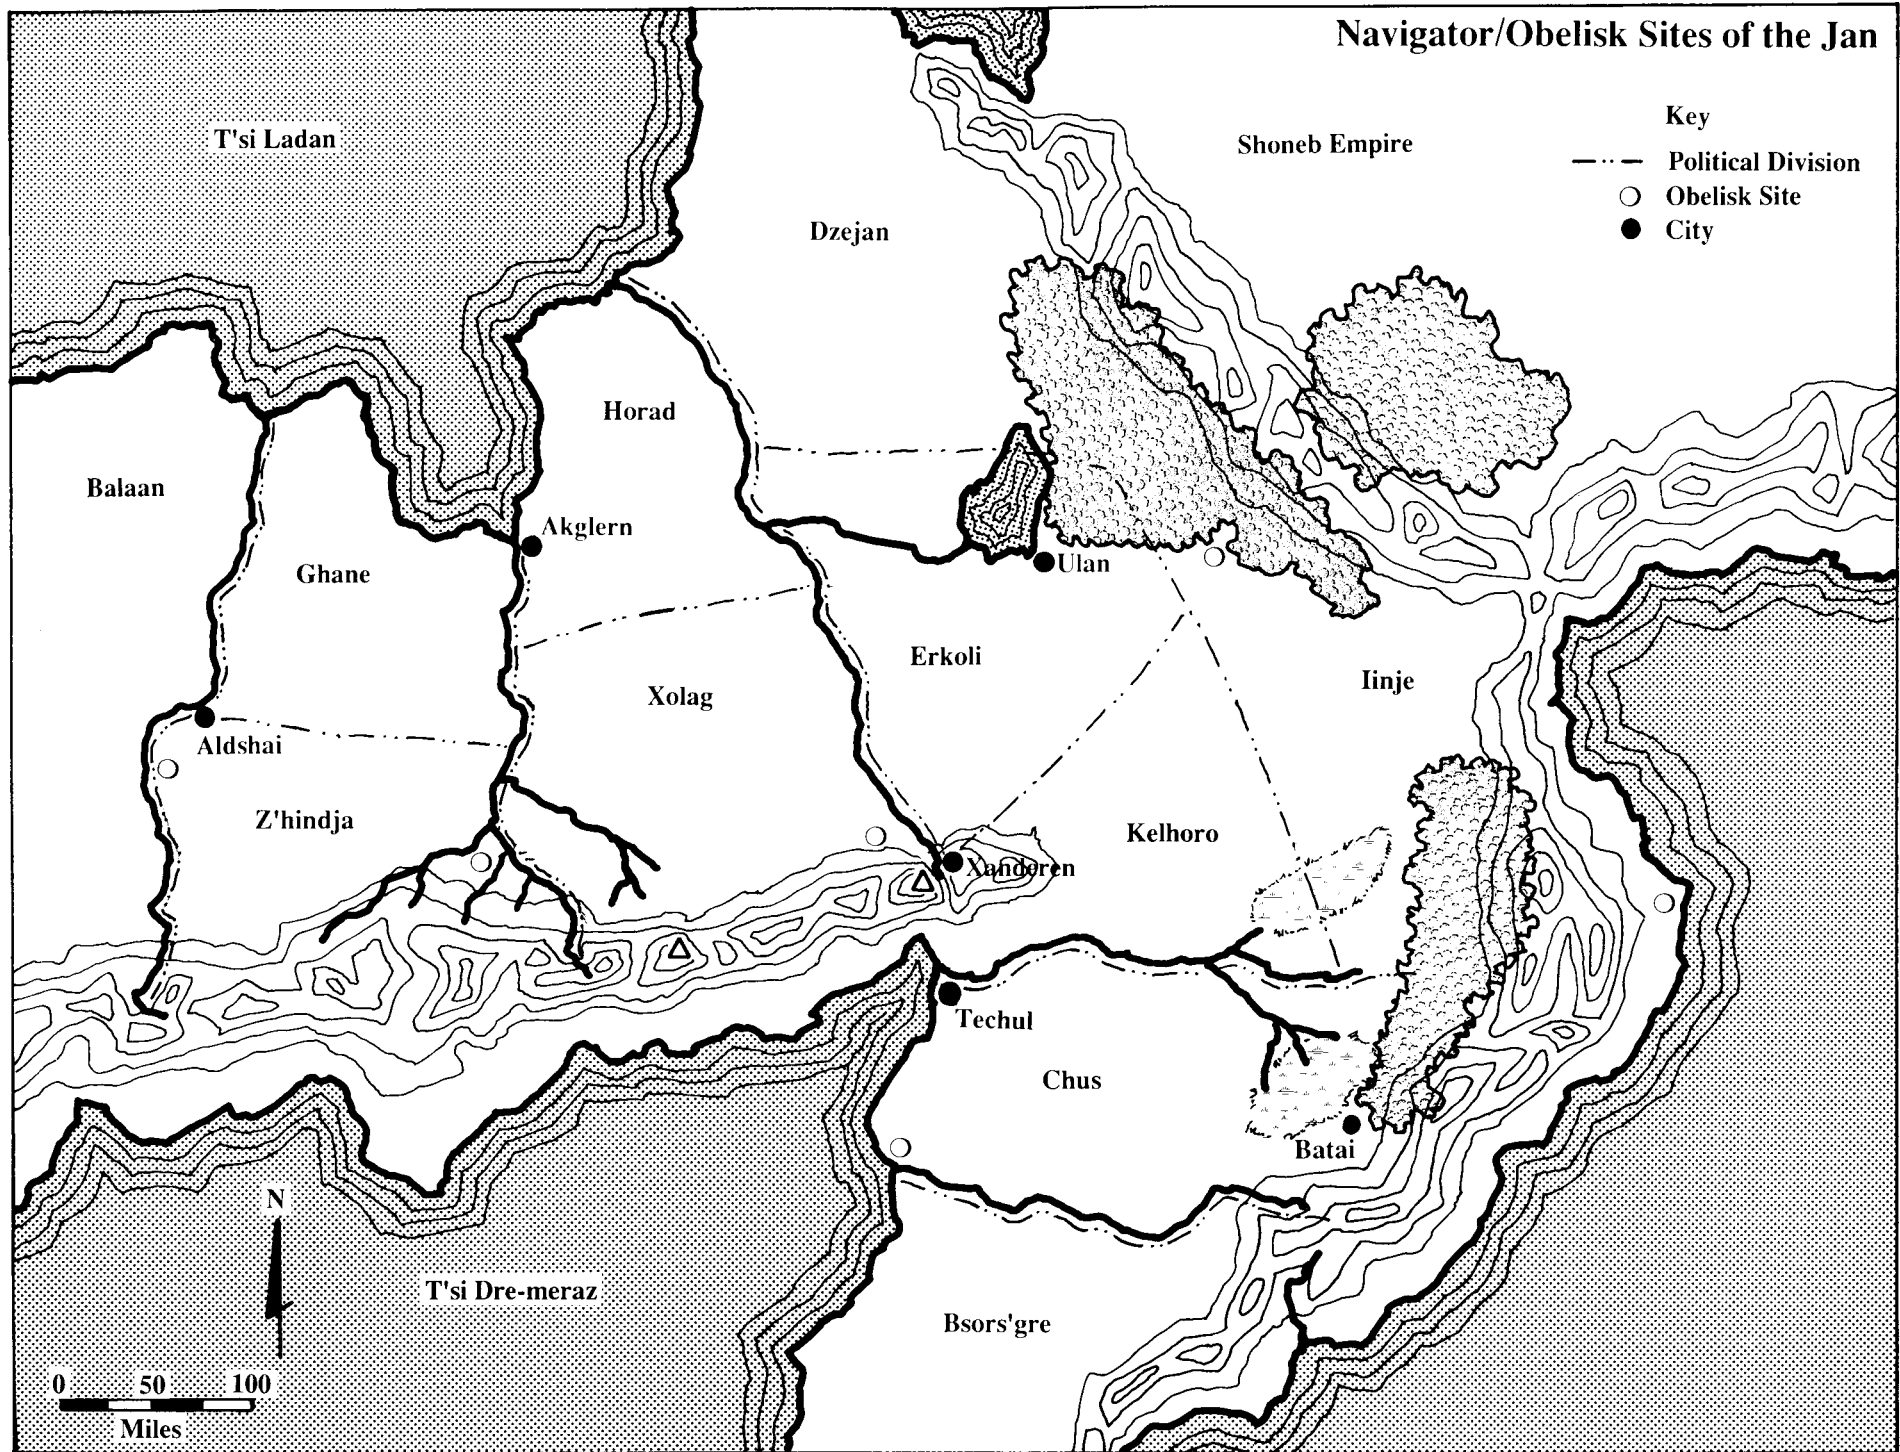 Navigator/Obelisk Sites of the Jan
Key
Political Division
Obelisk Site
City
T'si Ladan
Shoneb Empire
Dzejan
Horad
Balaan
Akglern
Ghane
Ulan
Erkoli
Iinje
Xolag
Aldshai
Z'hindja
Kelhoro
Xanderen
Techul
Chus
Batai
N
T'si Dre-meraz
Bsors'gre
0 50 100
Miles